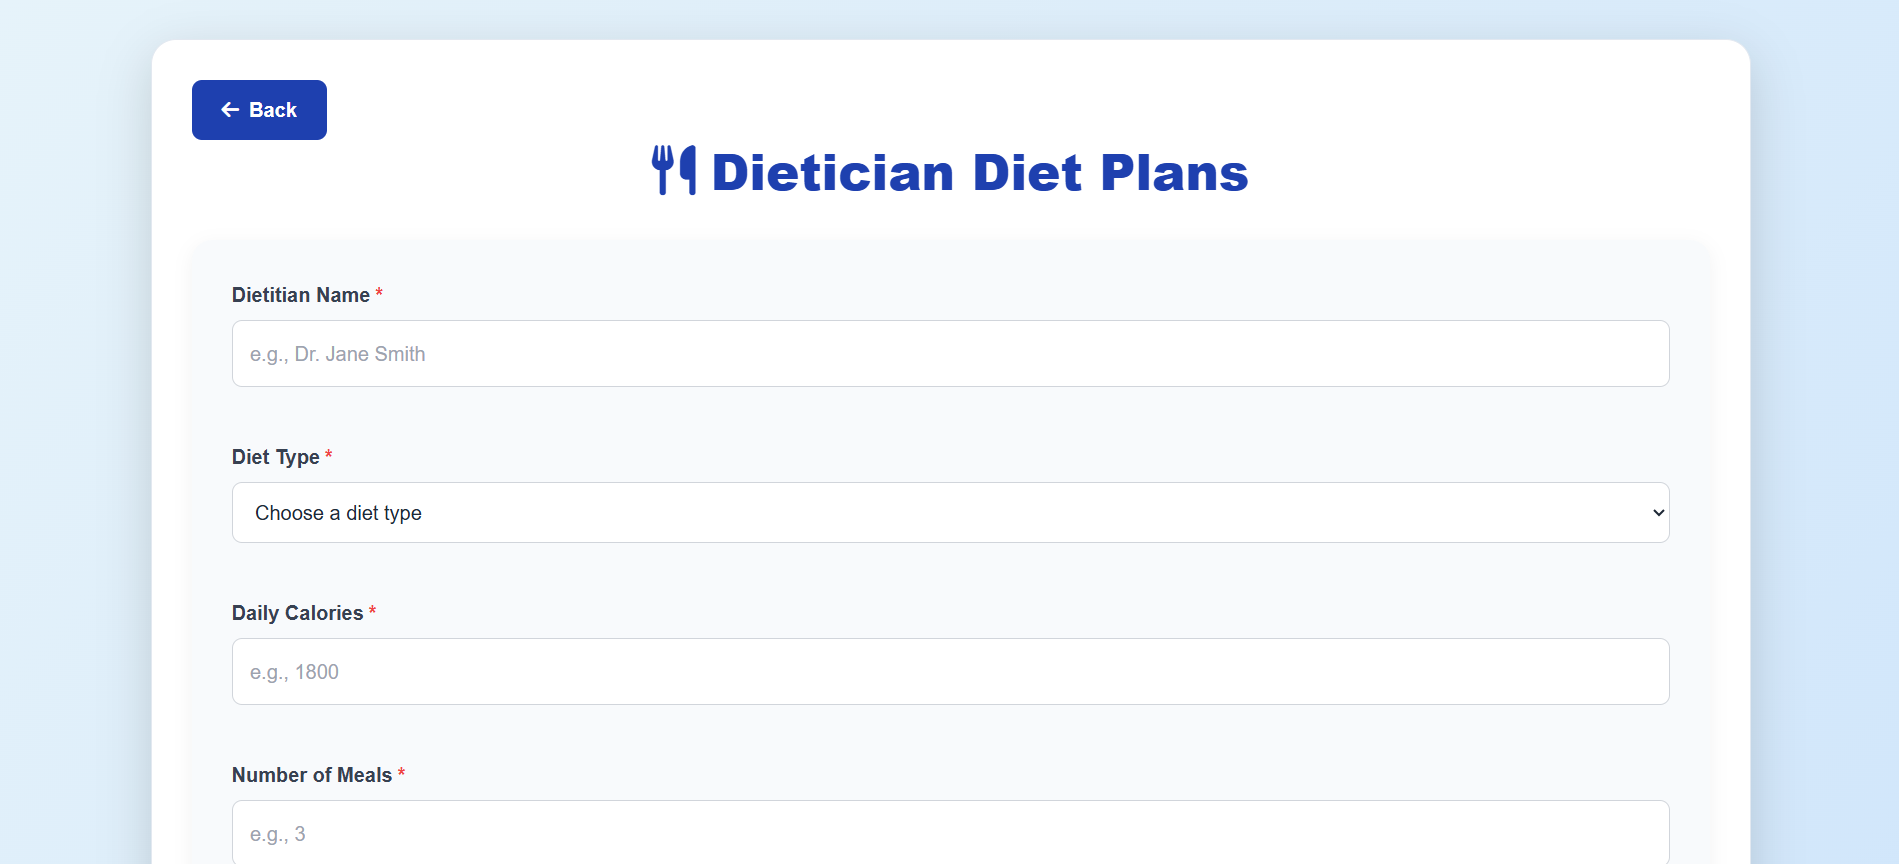 Back
Dietician Diet Plans
Dietitian Name *
e.g., Dr. Jane Smith
Diet Type *
Choose a diet type
Daily Calories *
e.g., 1800
Number of Meals *
e.g., 3